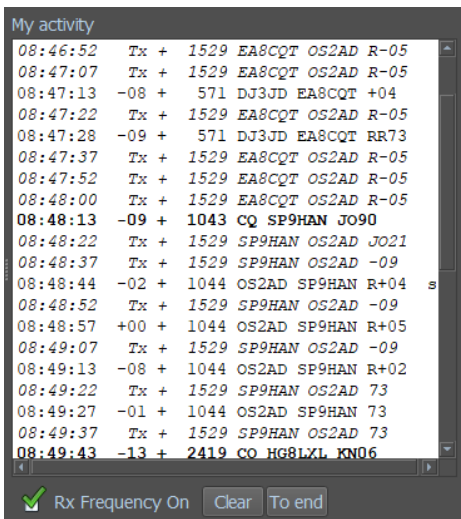 My activity
08:46:52 Tx + 1529 EA8CQT OS2AD R-05
08:47:07 Tx + 1529 EA8CQT OS2AD R-05
08:47:13 -08 + 571 DJ3JD EA8CQT +04
08:47:22 Tx + 1529 EA8CQT OS2AD R-05
08:47:28 -09 + 571 DJ3JD EA8CQT RR73
08:47:37 Tx + 1529 EA8CQT OS2AD R-05
08:47:52 Tx + 1529 EA8CQT OS2AD R-05
08:48:00 Tx + 1529 EA8CQT OS2AD R-05
08:48:13 -09 + 1043 CQ SP9HAN JO90
08:48:22 Tx + 1529 SP9HAN OS2AD JO21
08:48:37 Tx + 1529 SP9HAN OS2AD -09
08:48:44 -02 + 1044 OS2AD SP9HAN R+04 s
08:48:52 Tx + 1529 SP9HAN OS2AD -09
08:48:57 +00 + 1044 OS2AD SP9HAN R+05
08:49:07 Tx + 1529 SP9HAN OS2AD -09
08:49:13 -08 + 1044 OS2AD SP9HAN R+02
08:49:22 Tx + 1529 SP9HAN OS2AD 73
08:49:27 -01 + 1044 OS2AD SP9HAN 73
08:49:37 Tx + 1529 SP9HAN OS2AD 73
08:49:43 -13 + 2419 CQ HG8LXL KN06
Rx Frequency On Clear To end